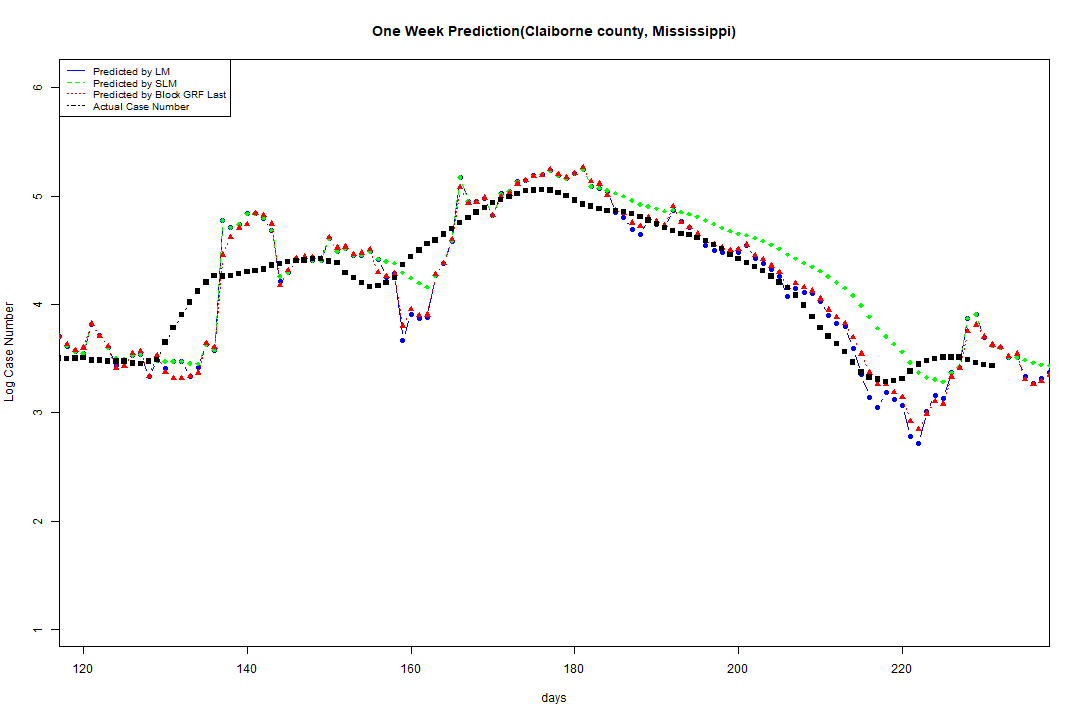 One Week Prediction(Claiborne county, Mississippi)
Predicted by LM
Predicted by SLM
Predicted by Block GRF Last
Actual Case Number
6
5
4
3
2
1
Log Case Number
120 140 160 180 200 220
days